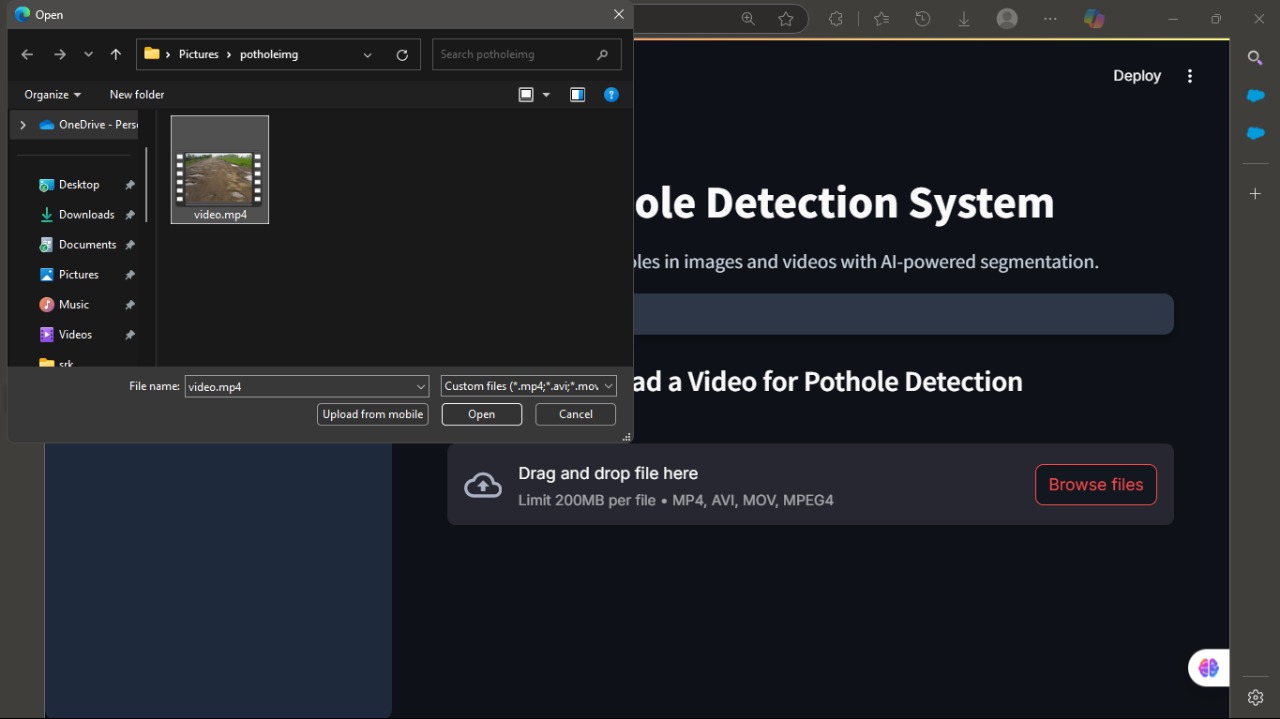 Open
Pictures
potholeimg
Search potholeimg
Organize
New folder
OneDrive - Pers
Desktop
Downloads
Documents
Pictures
Music
Videos
srk
video.mp4
File name:
video.mp4
Custom files (*.mp4;*.avi;*.mov
Upload from mobile
Open
Cancel
Deploy
ole Detection System
les in images and videos with AI-powered segmentation.
ad a Video for Pothole Detection
Drag and drop file here
Limit 200MB per file • MP4, AVI, MOV, MPEG4
Browse files